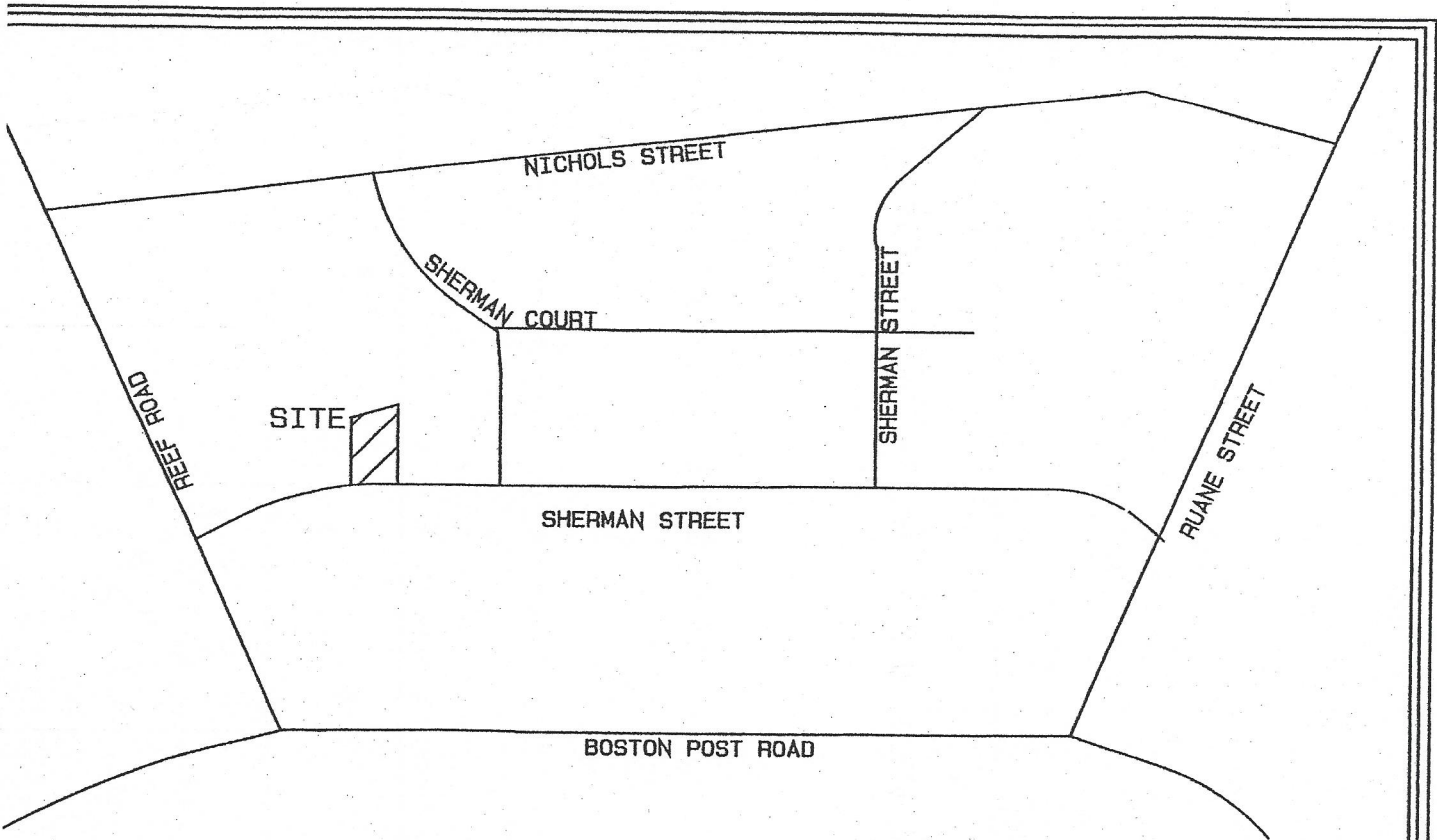 NICHOLS STREET
SHERMAN COURT
SHERMAN STREET
REEF ROAD
SITE
RUANE STREET
SHERMAN STREET
BOSTON POST ROAD